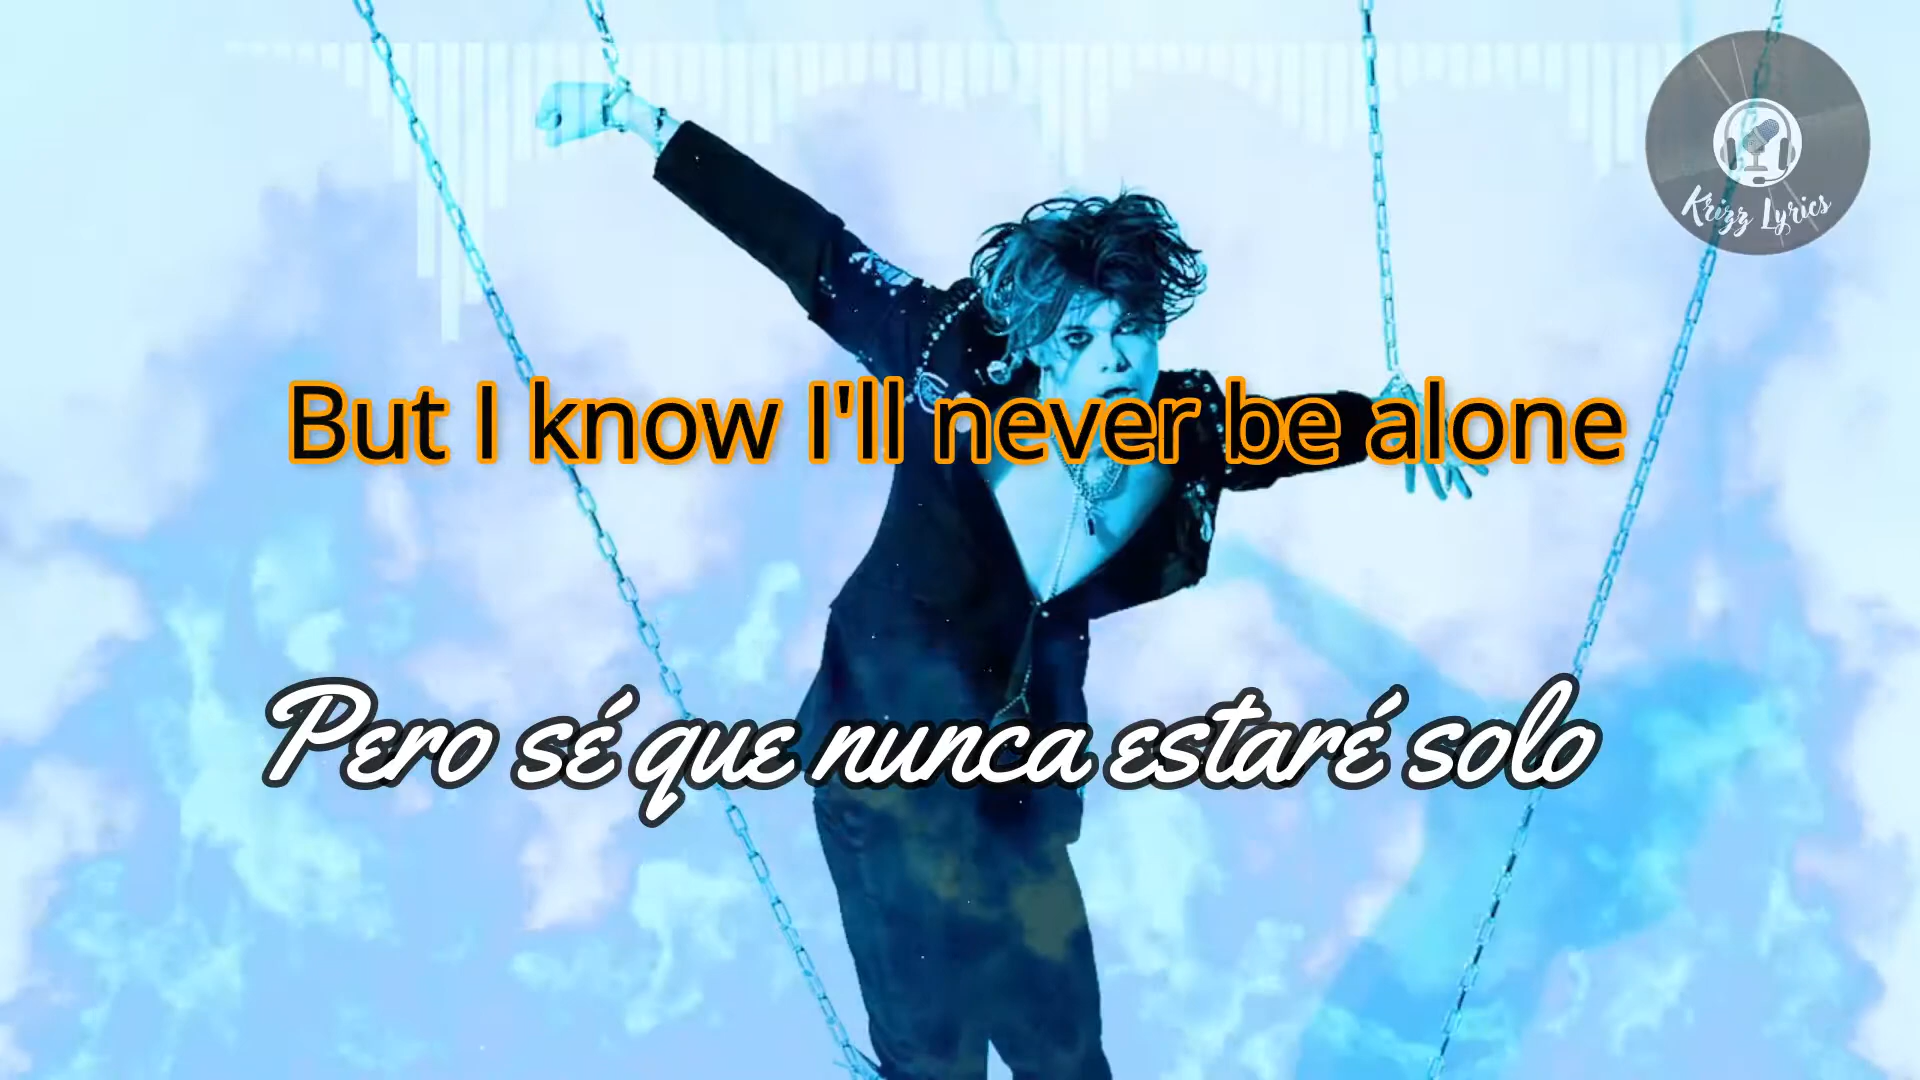 Krizz Lyrics
But I know I'll never be alone
Pero sé que nunca estaré solo